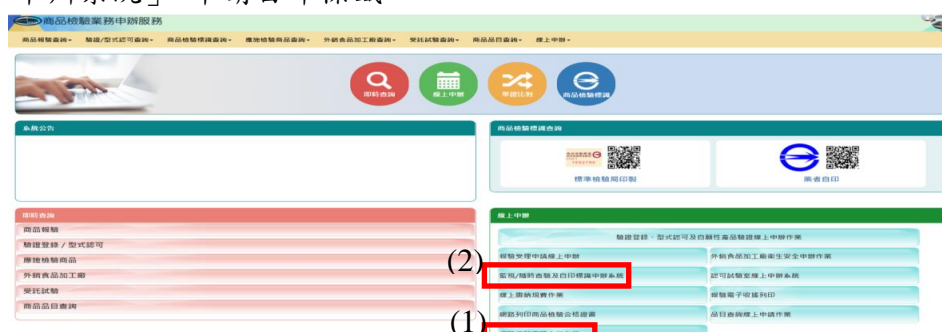 商品檢驗業務申辦服務
商品報驗查詢 驗證/型式認可查詢 商品檢驗標識查詢 應施檢驗商品查詢 外銷食品加工廠查詢 受託試驗查詢 商品品目查詢 線上申辦
即時查詢
線上申辦
單證比對
商品檢驗標識
系統公告
商品檢驗標識查詢
標準檢驗局印製
業者自印
即時查詢
商品報驗
驗證登錄/型式認可
應施檢驗商品
外銷食品加工廠
受託試驗
商品品目查詢
線上申辦
驗證登錄、型式認可及自願性產品驗證線上申辦作業
報驗受理申請線上申辦
外銷食品加工廠衛生安全申辦作業
(2)
監視/隨時查驗及自印標識申辦系統
認可試驗室線上申辦系統
線上繳納規費作業
報驗電子收據列印
網路列印商品檢驗合格證書
品目查詢線上申請作業
(1)